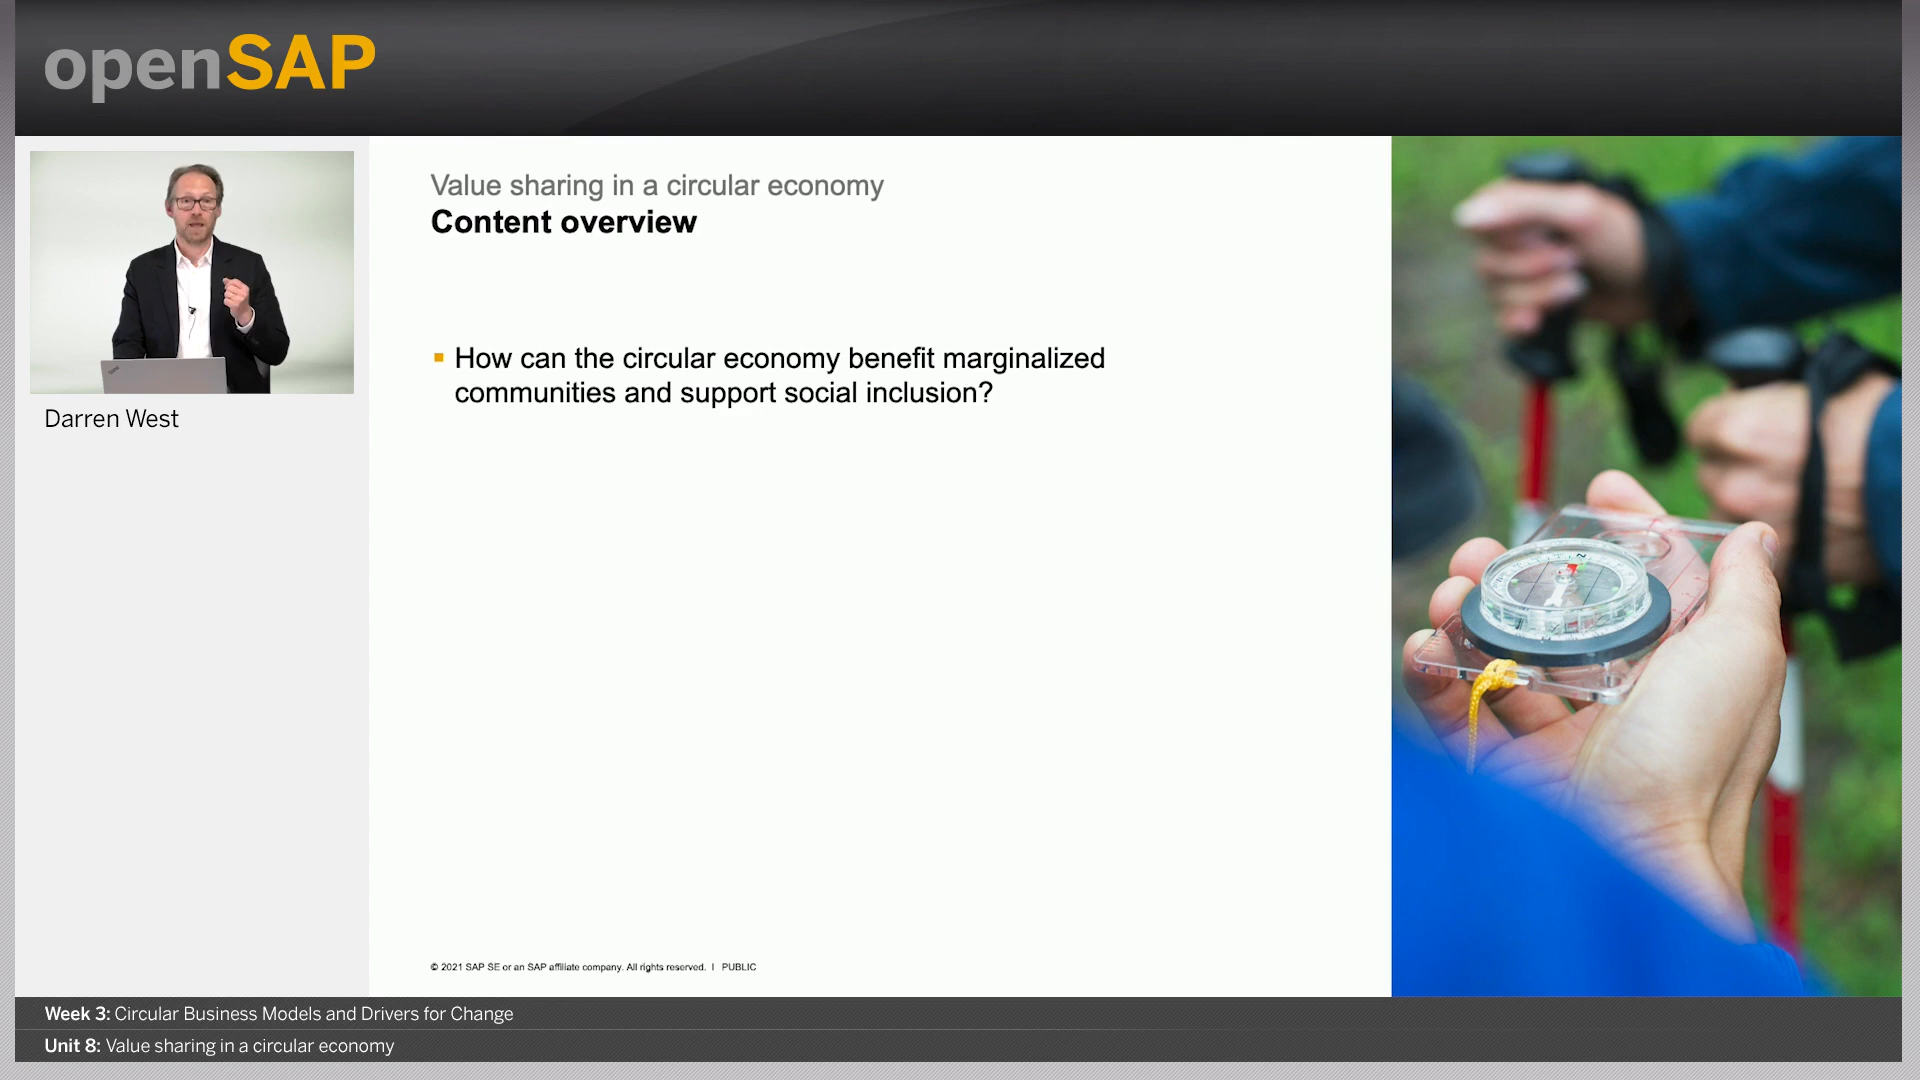 openSAP
Value sharing in a circular economy
Content overview
How can the circular economy benefit marginalized
communities and support social inclusion?
Darren West
N
© 2021 SAP SE or an SAP affiliate company. All rights reserved. | PUBLIC
Week 3: Circular Business Models and Drivers for Change
Unit 8: Value sharing in a circular economy